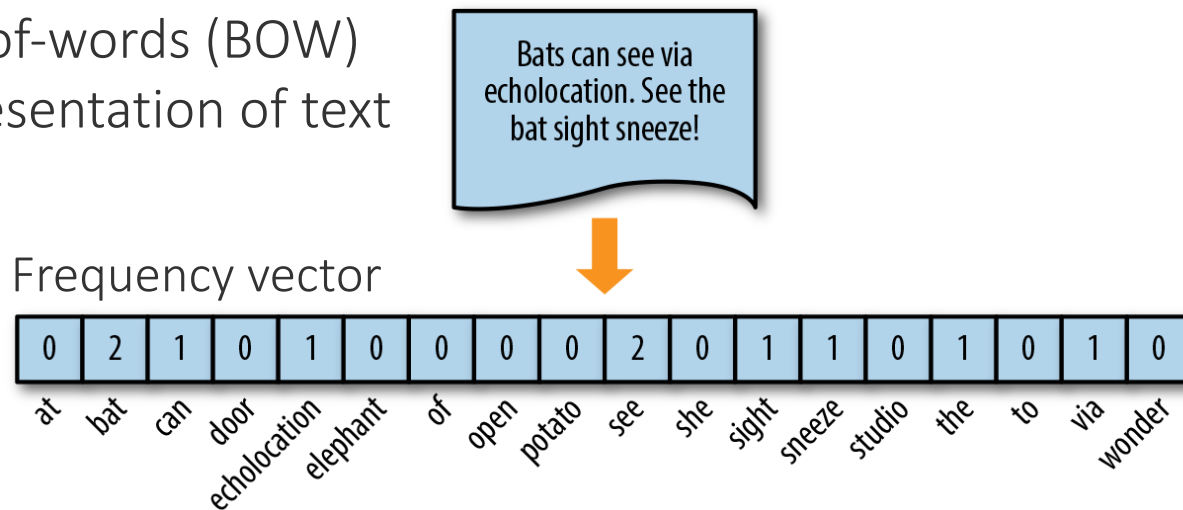 of-words (BOW)
esentation of text
Bats can see via
echolocation. See the
bat sight sneeze!
Frequency vector
0 2 1 0 1 0 0 0 0 2 0 1 1 0 1 0 1 0
at bat can door echolocation elephant of open potato see she sight sneeze studio the to via wonder